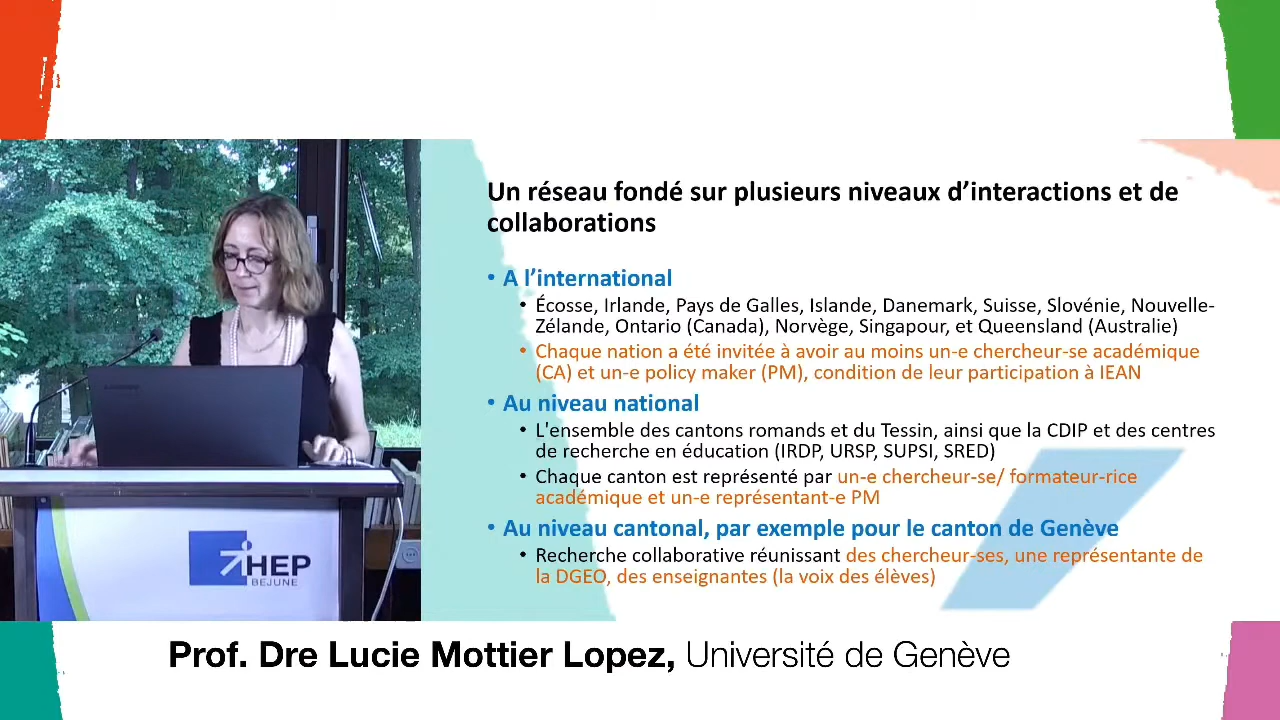 Un réseau fondé sur plusieurs niveaux d’interactions et de
collaborations
• A l’international
• Écosse, Irlande, Pays de Galles, Islande, Danemark, Suisse, Slovénie, Nouvelle-
Zélande, Ontario (Canada), Norvège, Singapour, et Queensland (Australie)
• Chaque nation a été invitée à avoir au moins un-e chercheur-se académique
(CA) et un-e policy maker (PM), condition de leur participation à IEAN
• Au niveau national
• L'ensemble des cantons romands et du Tessin, ainsi que la CDIP et des centres
de recherche en éducation (IRDP, URSP, SUPSI, SRED)
• Chaque canton est représenté par un-e chercheur-se/ formateur-rice
académique et un-e représentant-e PM
• Au niveau cantonal, par exemple pour le canton de Genève
• Recherche collaborative réunissant des chercheur-ses, une représentante de
la DGEO, des enseignantes (la voix des élèves)
HEP
BEJUNE
Prof. Dre Lucie Mottier Lopez, Université de Genève